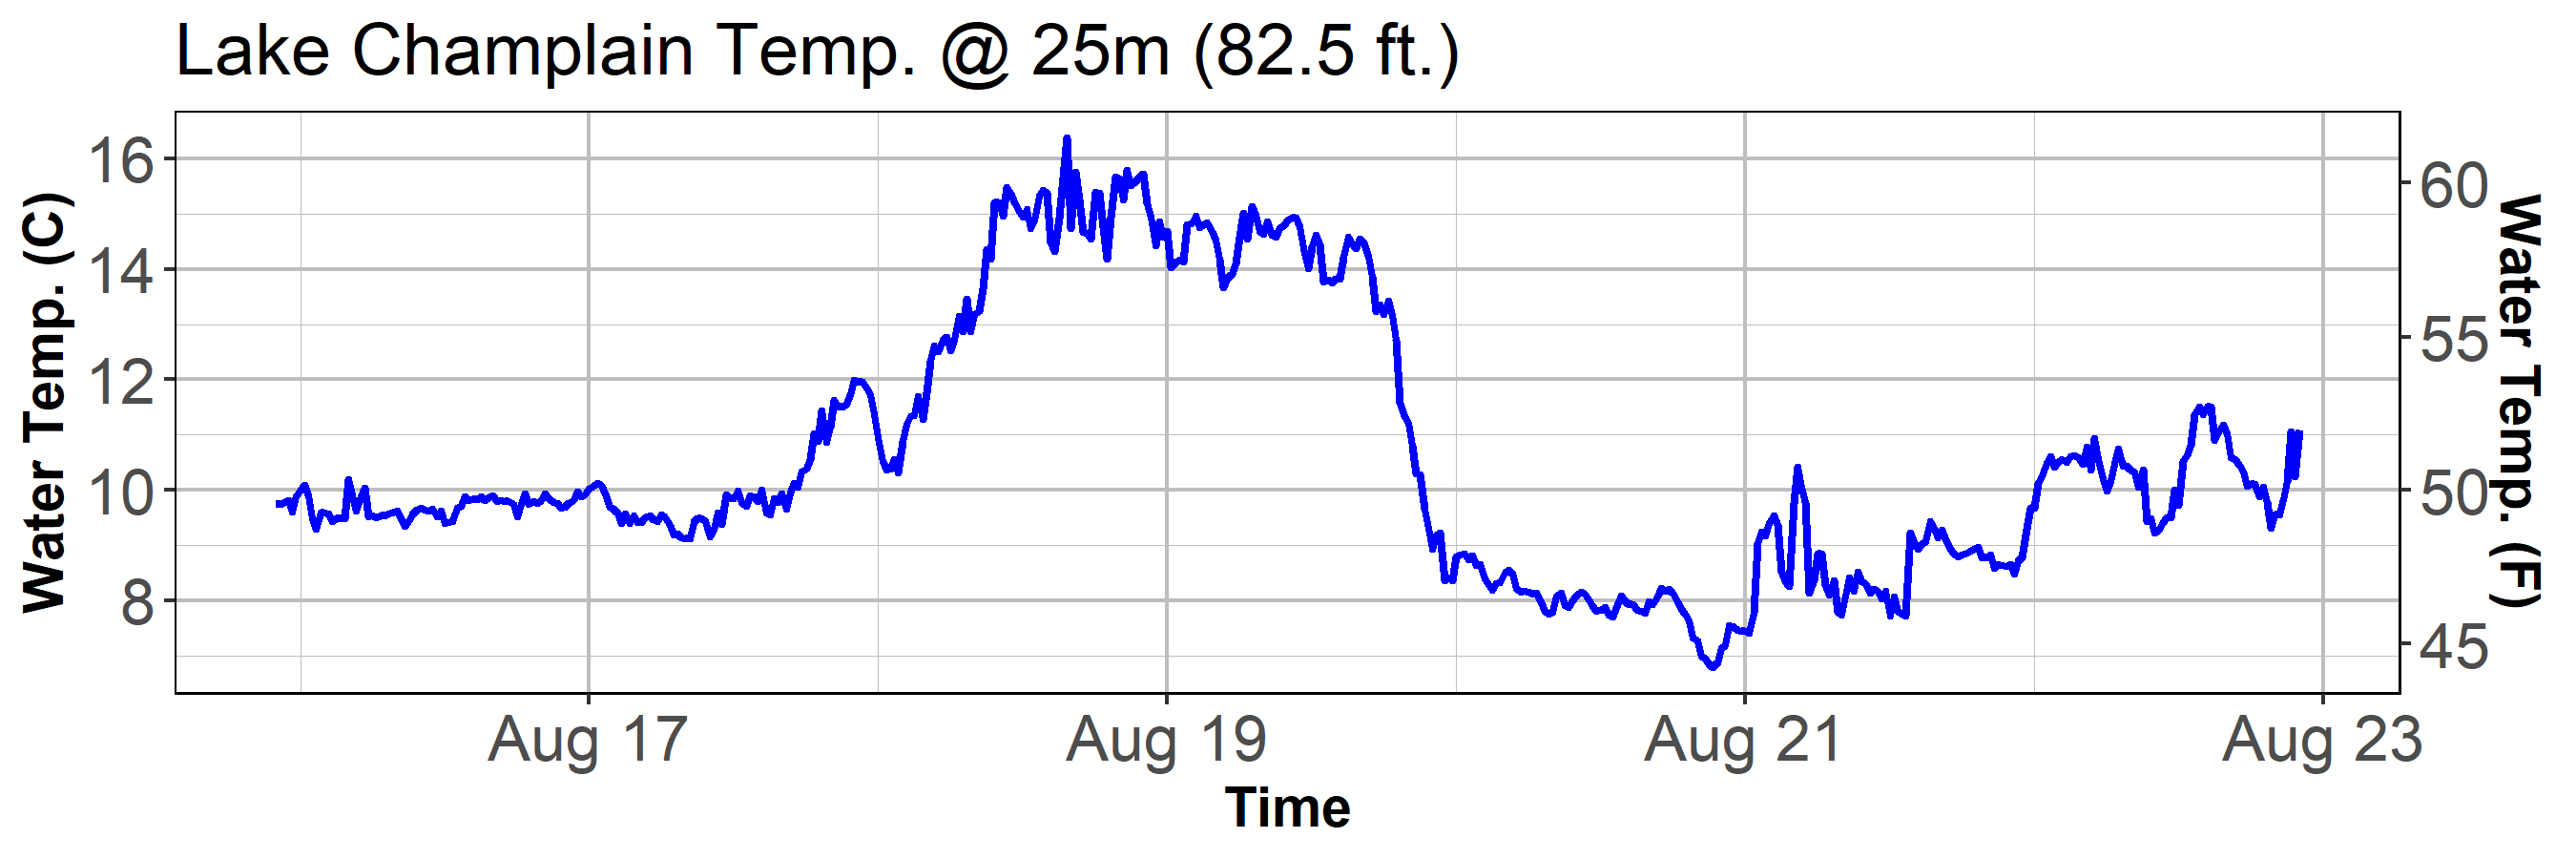 Lake Champlain Temp. @ 25m (82.5 ft.)
Water Temp. (C)
16
14
12
10
8
60
55
50
45
Water Temp. (F)
Aug 17 Aug 19 Aug 21 Aug 23
Time